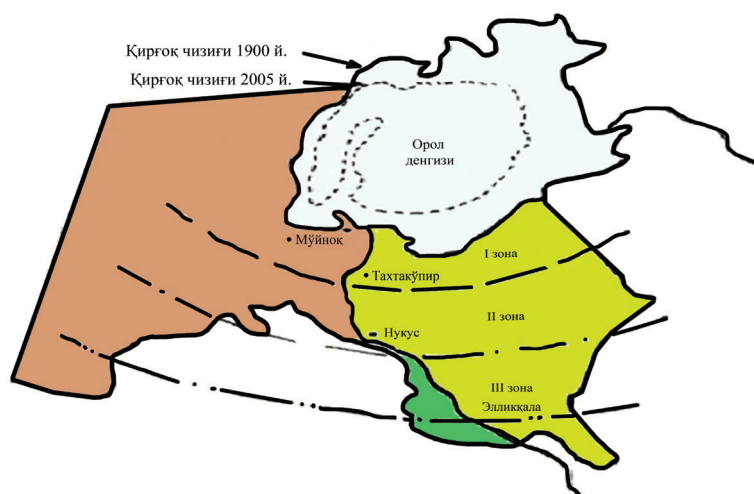 Қирғоқ чизиғи 1900 й.
Қирғоқ чизиғи 2005 й.
Орол
денгизи
Мўйноқ
I зона
Тахтакўпир
II зона
Нукус
III зона
Элликқала